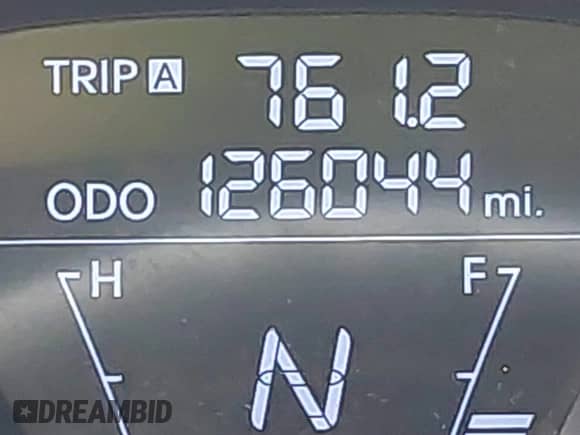 TRIP A 761.2
ODO 126044 mi.
H F
N
DREAMBID